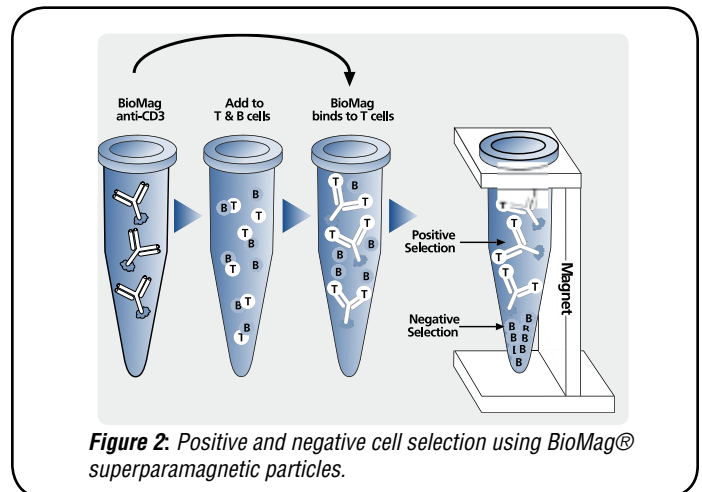 BioMag
anti-CD3
Add to
T & B cells
BioMag
binds to T cells
B
T
B
T
T
B
B
T
B
T
B
B
T
T
B
T
T
T
B
B
B
B
T
T
T
T
T
T
T
T
Positive
Selection
Negative
Selection
B
B
B
B
B
B
B
Magnet
Figure 2: Positive and negative cell selection using BioMag®
superparamagnetic particles.